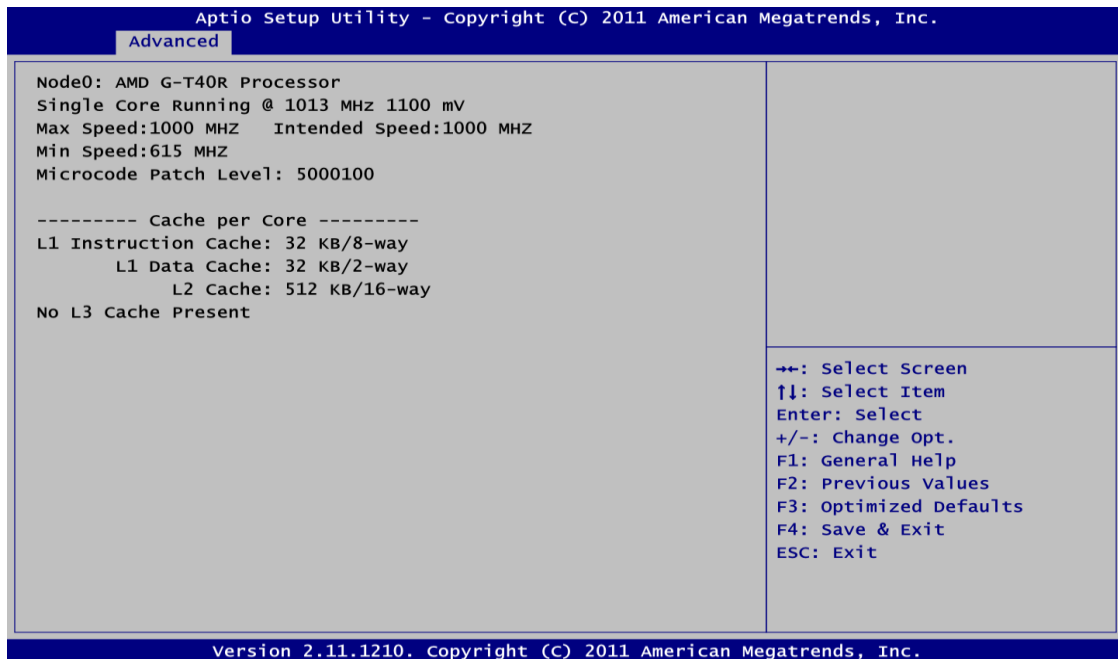 Aptio Setup Utility – Copyright (C) 2011 American Megatrends, Inc.
Advanced
Node0: AMD G-T40R Processor
Single Core Running @ 1013 MHz 1100 mV
Max Speed:1000 MHZ   Intended Speed:1000 MHZ
Min Speed:615 MHZ
Microcode Patch Level: 5000100
--------- Cache per Core ---------
L1 Instruction Cache: 32 KB/8-way
L1 Data Cache: 32 KB/2-way
L2 Cache: 512 KB/16-way
No L3 Cache Present
→←: Select Screen
↑↓: Select Item
Enter: Select
+/-: Change Opt.
F1: General Help
F2: Previous Values
F3: Optimized Defaults
F4: Save & Exit
ESC: Exit
Version 2.11.1210. Copyright (C) 2011 American Megatrends, Inc.